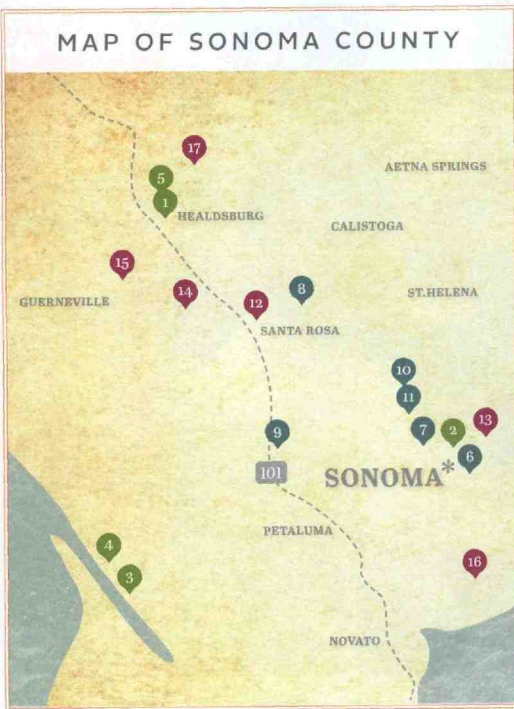 MAP OF SONOMA COUNTY
17
AETNA SPRINGS
5
1
HEALDSBURG
CALISTOGA
15
14
12
8
GUERNEVILLE
ST.HELENA
SANTA ROSA
10
11
9
7
2
13
6
101
SONOMA*
PETALUMA
4
3
16
NOVATO